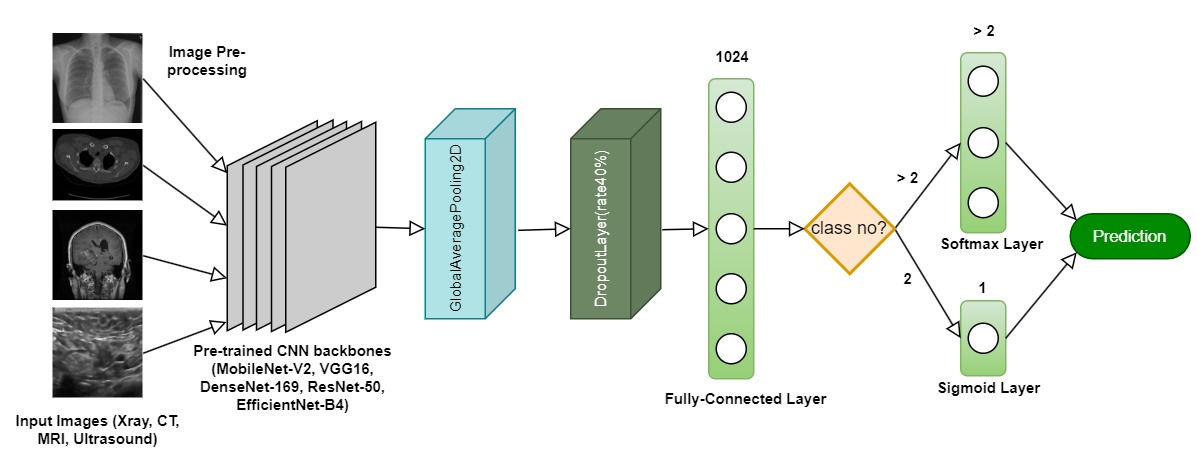 Image Pre-
processing
Input Images (Xray, CT,
MRI, Ultrasound)
Pre-trained CNN backbones
(MobileNet-V2, VGG16,
DenseNet-169, ResNet-50,
EfficientNet-B4)
GlobalAveragePooling2D
DropoutLayer(rate40%)
1024
Fully-Connected Layer
class no?
> 2
2
> 2
Softmax Layer
1
Sigmoid Layer
Prediction